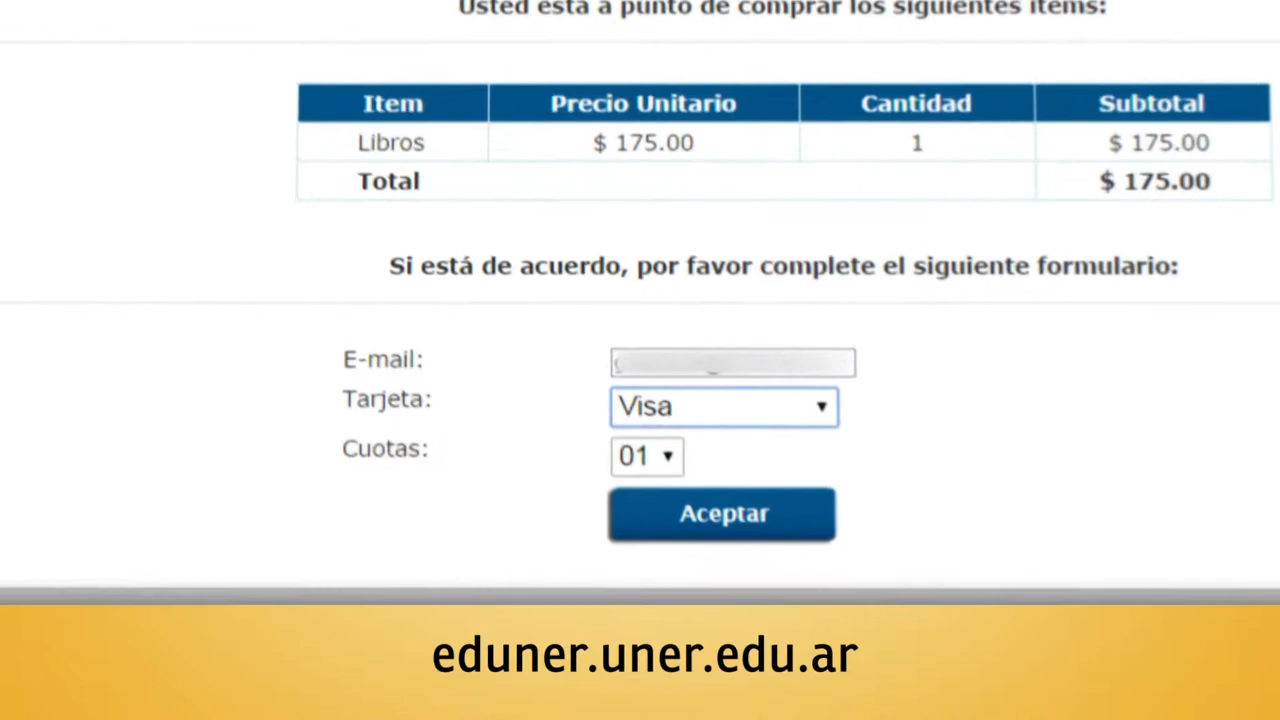 Usted está a punto de comprar los siguientes items:
Item Precio Unitario Cantidad Subtotal
Libros $ 175.00 1 $ 175.00
Total $ 175.00
Si está de acuerdo, por favor complete el siguiente formulario:
E-mail:
Tarjeta: Visa
Cuotas: 01
Aceptar
eduner.uner.edu.ar